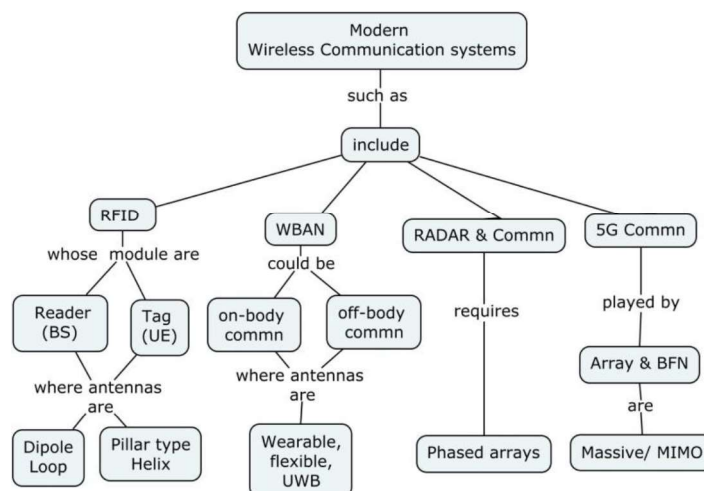 Modern
Wireless Communication systems
such as
include
RFID
WBAN
RADAR & Commn
5G Commn
whose module are
could be
requires
played by
Reader
(BS)
Tag
(UE)
on-body
commn
off-body
commn
Array & BFN
where antennas
are
where antennas
are
are
Dipole
Loop
Pillar type
Helix
Wearable,
flexible,
UWB
Phased arrays
Massive/ MIMO